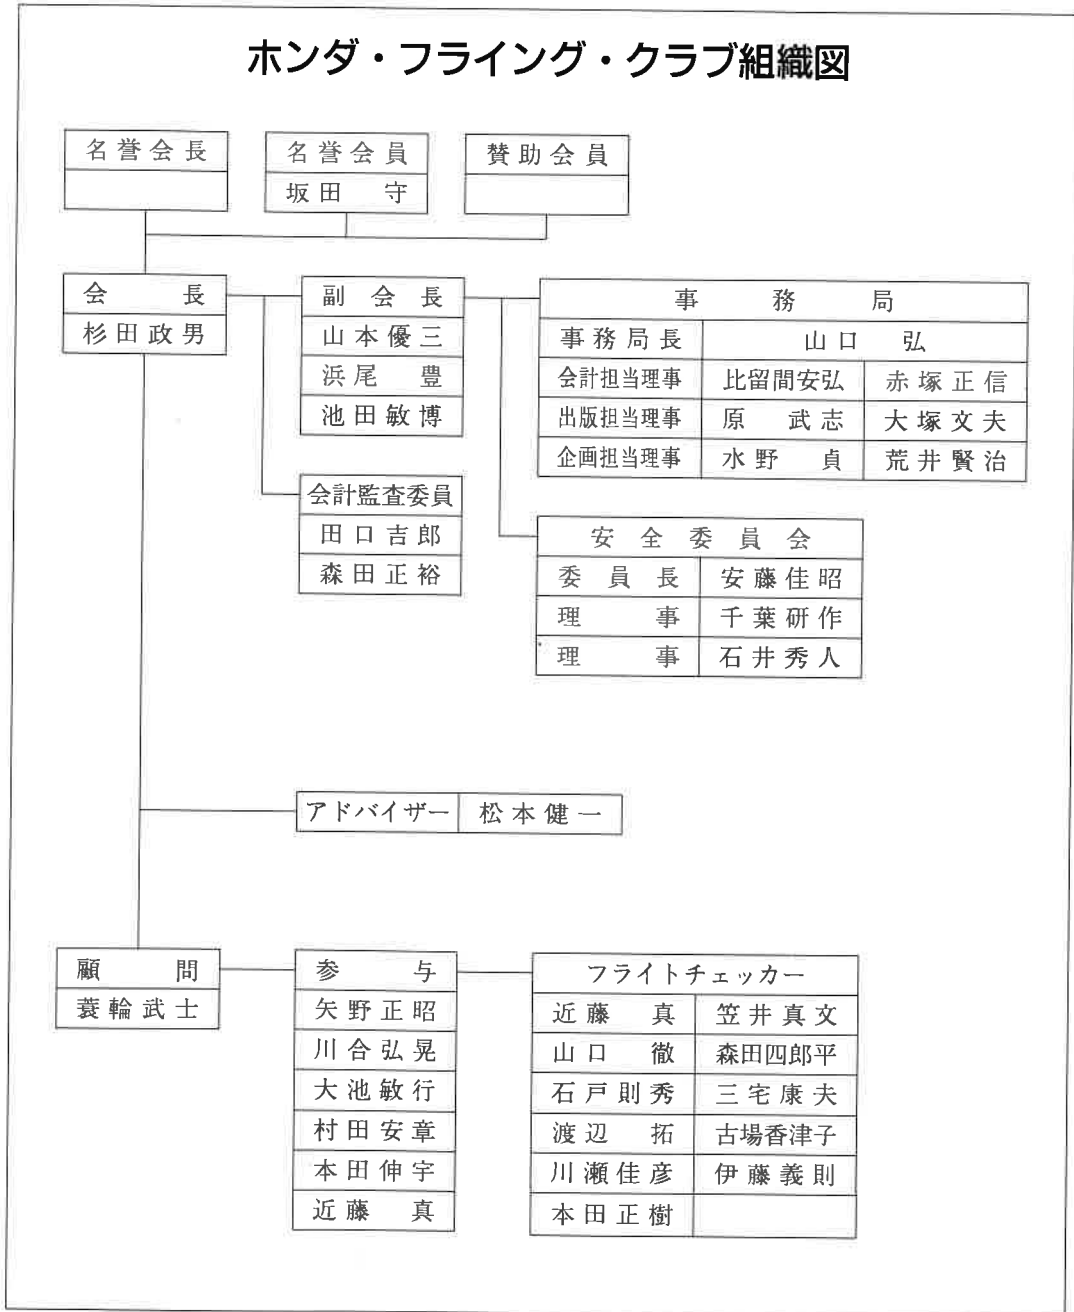 ホンダ・フライング・クラブ組織図
名誉会長
名誉会員
坂田 守
賛助会員
会長
杉田政男
副会長
山本優三
浜尾 豊
池田敏博
事務局
事務局長 山口 弘
会計担当理事 比留間安弘 赤塚正信
出版担当理事 原 武志 大塚文夫
企画担当理事 水野 貞 荒井賢治
会計監査委員
田口吉郎
森田正裕
安全委員会
委員長 安藤佳昭
理事 千葉研作
理事 石井秀人
アドバイザー 松本健一
顧問
蓑輪武士
参与
矢野正昭
川合弘晃
大池敏行
村田安章
本田伸宇
近藤 真
フライトチェッカー
近藤 真 笠井真文
山口 徹 森田四郎平
石戸則秀 三宅康夫
渡辺 拓 古場香津子
川瀬佳彦 伊藤義則
本田正樹